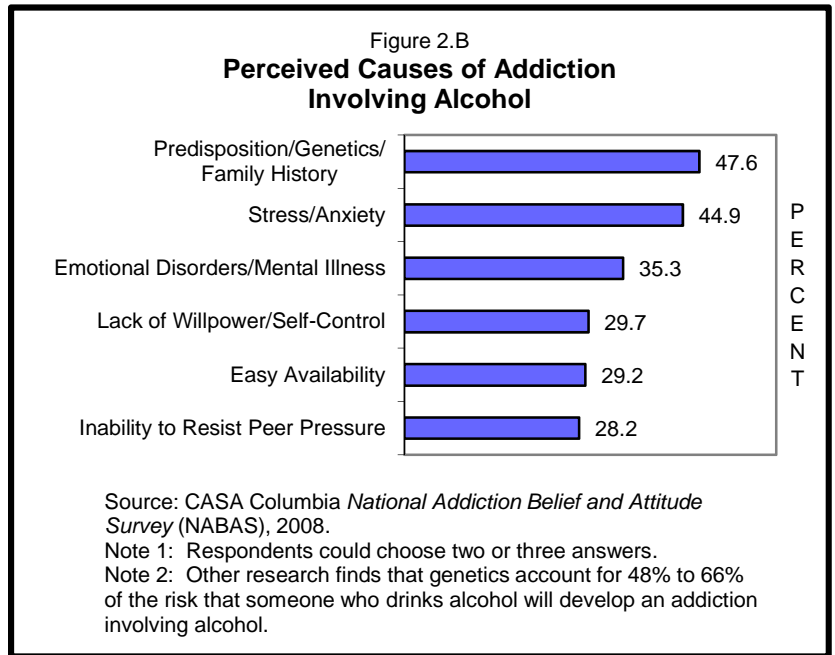 Figure 2.B
Perceived Causes of Addiction
Involving Alcohol
Predisposition/Genetics/
Family History
47.6
Stress/Anxiety
44.9
Emotional Disorders/Mental Illness
35.3
Lack of Willpower/Self-Control
29.7
Easy Availability
29.2
Inability to Resist Peer Pressure
28.2
P
E
R
C
E
N
T
Source: CASA Columbia National Addiction Belief and Attitude
Survey (NABAS), 2008.
Note 1:  Respondents could choose two or three answers.
Note 2:  Other research finds that genetics account for 48% to 66%
of the risk that someone who drinks alcohol will develop an addiction
involving alcohol.